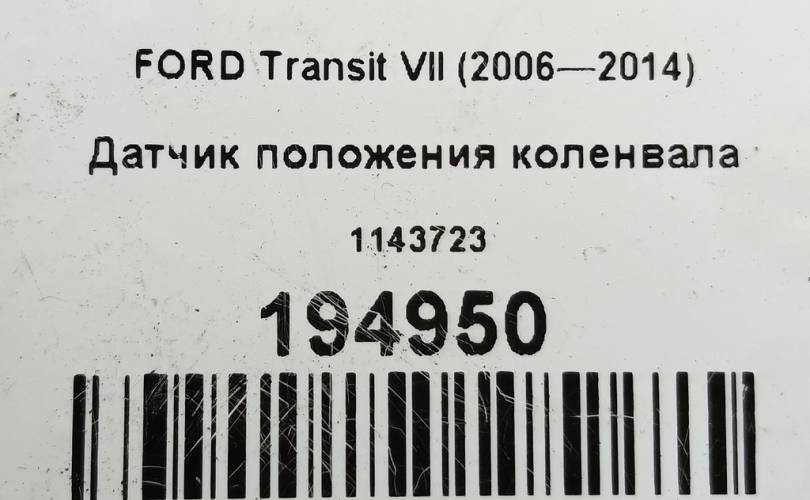 FORD Transit VII (2006—2014)
Датчик положения коленвала
1143723
194950